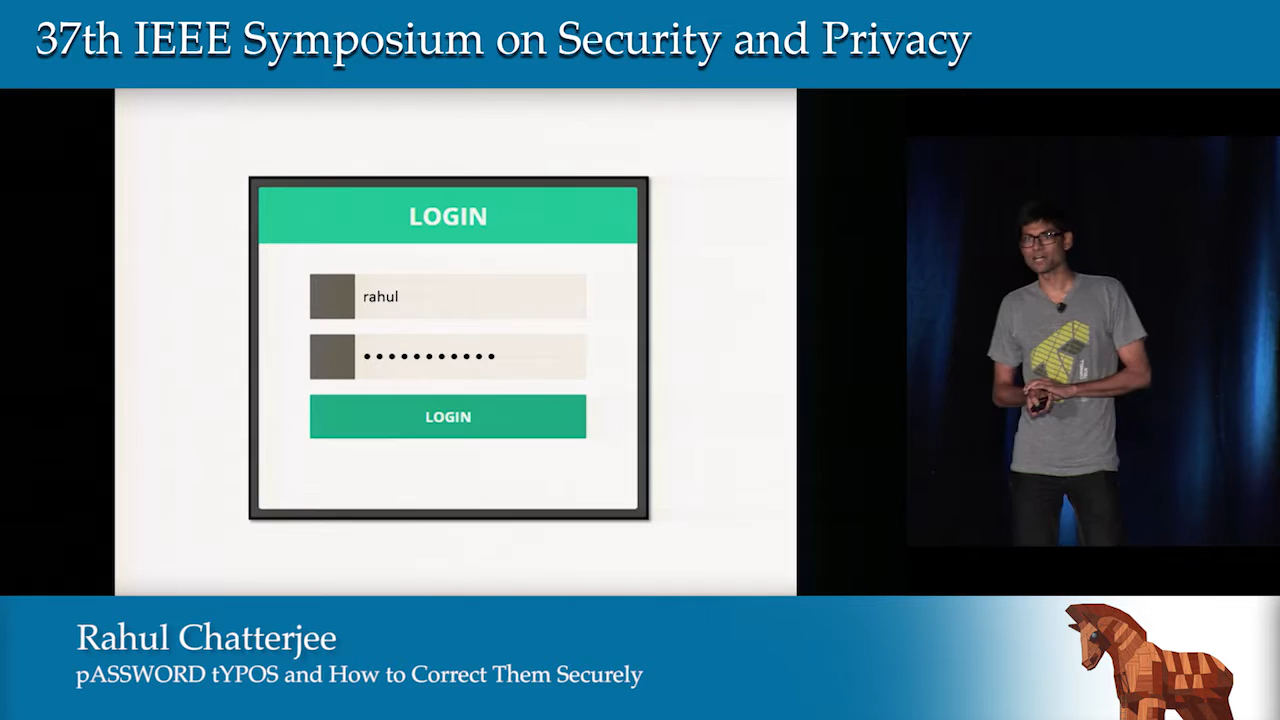 37th IEEE Symposium on Security and Privacy
LOGIN
rahul
•••••••••••
LOGIN
Rahul Chatterjee
pASSWORD tYPOS and How to Correct Them Securely